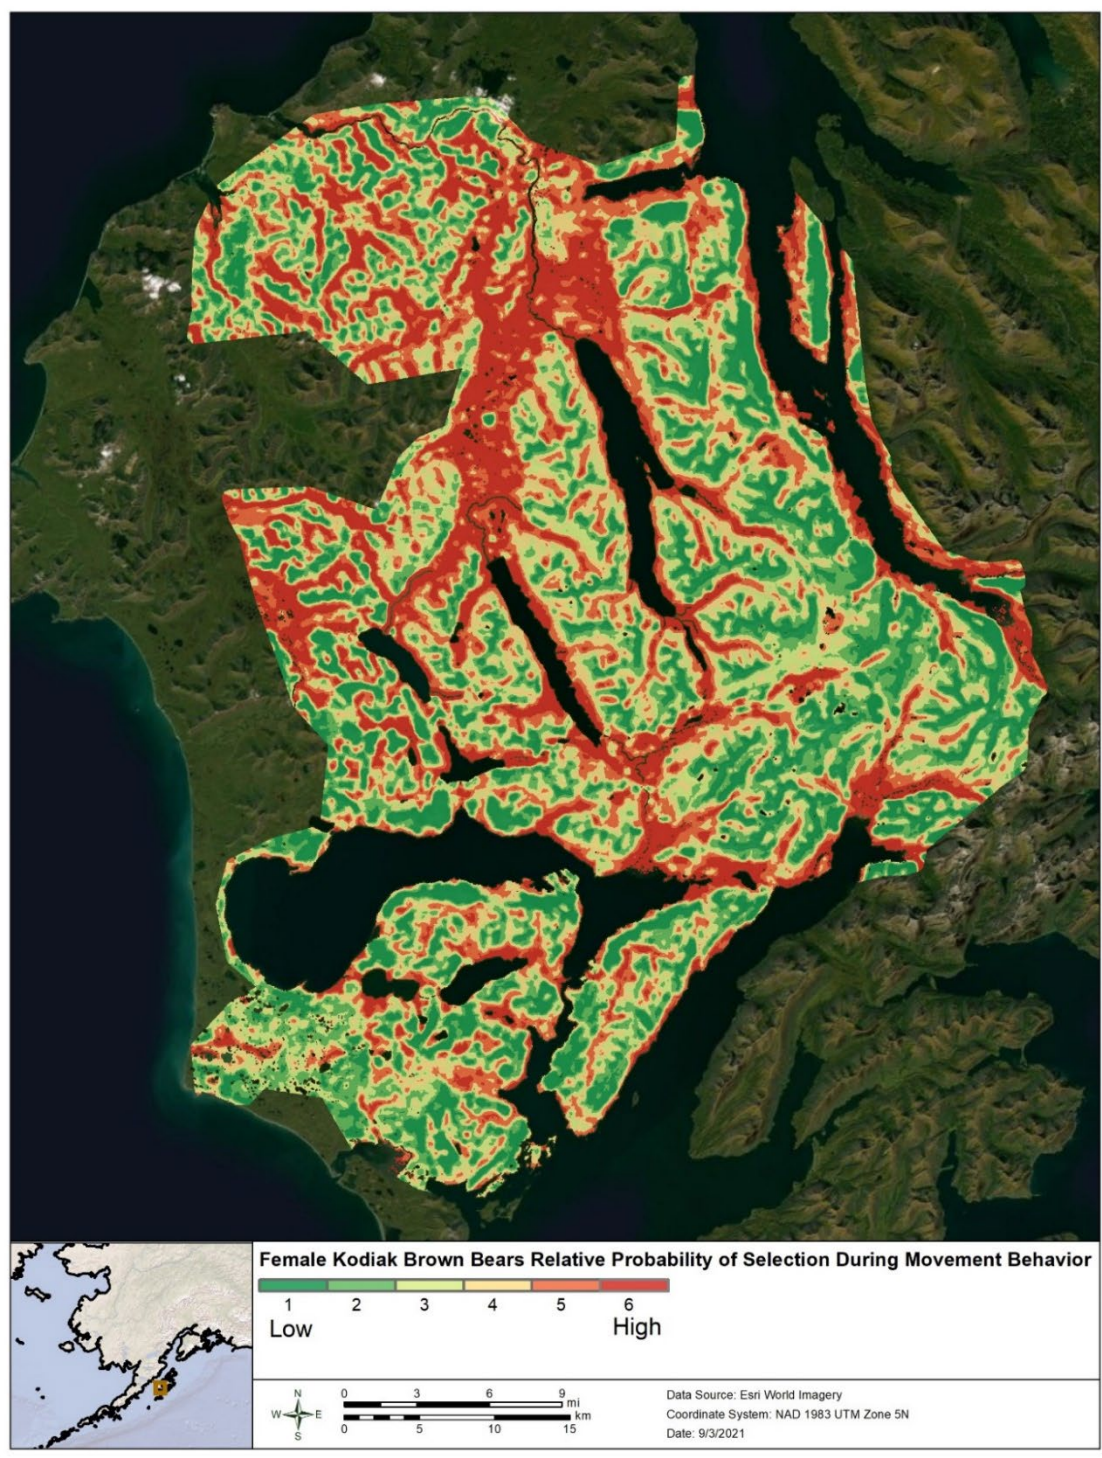 Female Kodiak Brown Bears Relative Probability of Selection During Movement Behavior
1 2 3 4 5 6
Low High
N
W E
S
0 3 6 9
mi
km
0 5 10 15
Data Source: Esri World Imagery
Coordinate System: NAD 1983 UTM Zone 5N
Date: 9/3/2021